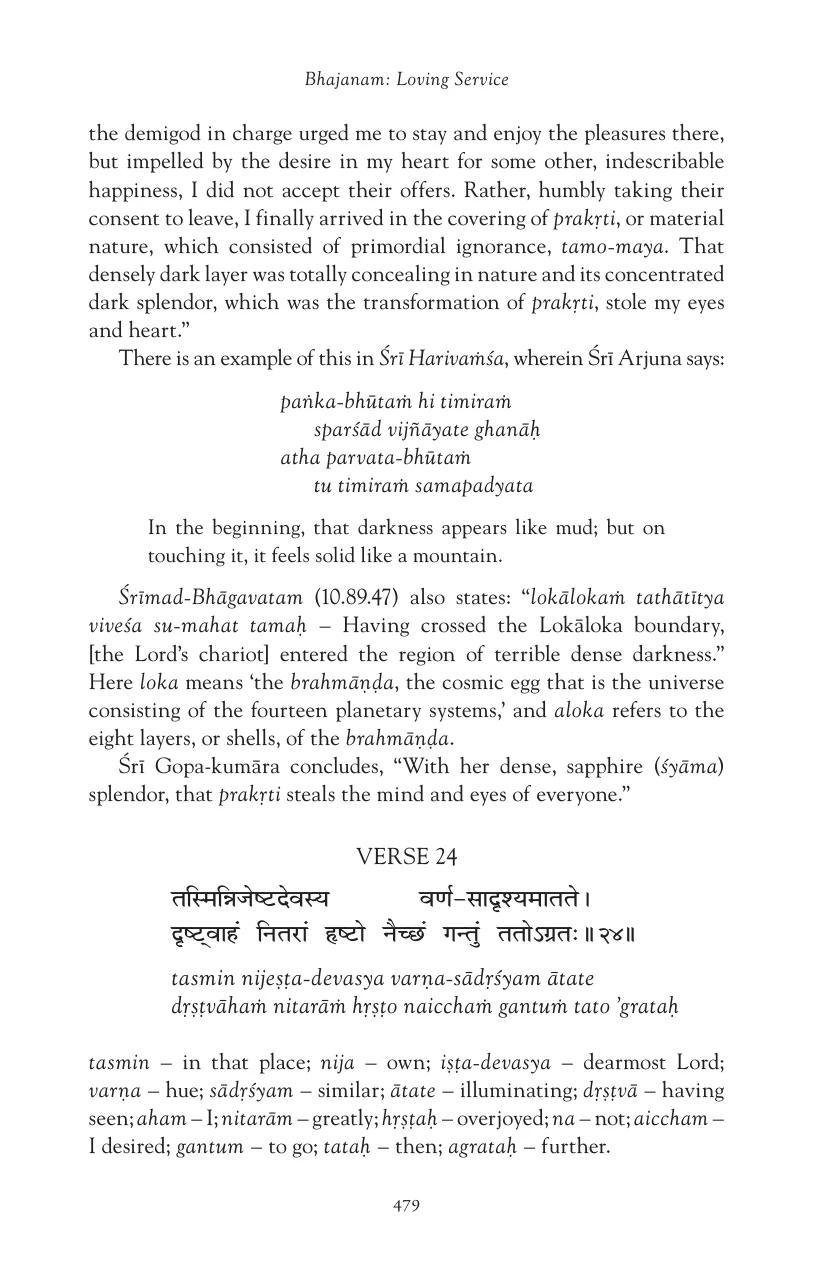 Bhajanam: Loving Service
the demigod in charge urged me to stay and enjoy the pleasures there,
but impelled by the desire in my heart for some other, indescribable
happiness, I did not accept their offers. Rather, humbly taking their
consent to leave, I finally arrived in the covering of prakṛti, or material
nature, which consisted of primordial ignorance, tamo-maya. That
densely dark layer was totally concealing in nature and its concentrated
dark splendor, which was the transformation of prakṛti, stole my eyes
and heart.”
There is an example of this in Śrī Harivaṁśa, wherein Śrī Arjuna says:
paṅka-bhūtaṁ hi timiraṁ
sparśād vijñāyate ghanāḥ
atha parvata-bhūtaṁ
tu timiraṁ samapadyata
In the beginning, that darkness appears like mud; but on
touching it, it feels solid like a mountain.
Śrīmad-Bhāgavatam (10.89.47) also states: “lokālokaṁ tathātītya
viveśa su-mahat tamaḥ – Having crossed the Lokāloka boundary,
[the Lord’s chariot] entered the region of terrible dense darkness.”
Here loka means ‘the brahmāṇḍa, the cosmic egg that is the universe
consisting of the fourteen planetary systems,’ and aloka refers to the
eight layers, or shells, of the brahmāṇḍa.
Śrī Gopa-kumāra concludes, “With her dense, sapphire (śyāma)
splendor, that prakṛti steals the mind and eyes of everyone.”
VERSE 24
तस्मिन्निजेष्टदेवस्य वर्ण-सादृश्यमातते।
दृष्ट्वाहं नितरां हृष्टो नैच्छं गन्तुं ततोऽग्रतः॥२४॥
tasmin nijeṣṭa-devasya varṇa-sādṛśyam ātate
dṛṣṭvāhaṁ nitarāṁ hṛṣṭo naicchaṁ gantuṁ tato ’grataḥ
tasmin – in that place; nija – own; iṣṭa-devasya – dearmost Lord;
varṇa – hue; sādṛśyam – similar; ātate – illuminating; dṛṣṭvā – having
seen; aham – I; nitarām – greatly; hṛṣṭaḥ – overjoyed; na – not; aiccham –
I desired; gantum – to go; tataḥ – then; agrataḥ – further.
479